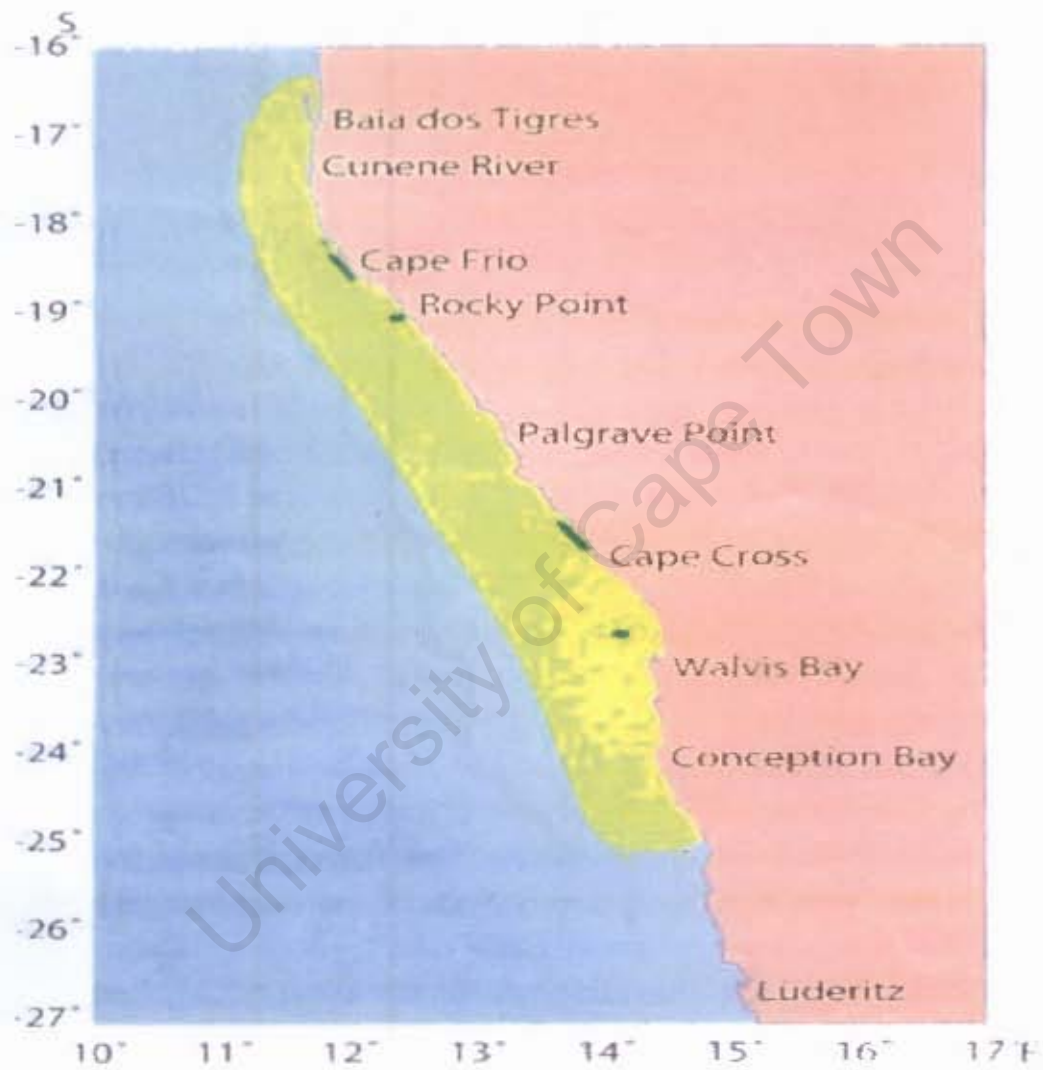 S
-16°
-17°
-18°
-19°
-20°
-21°
-22°
-23°
-24°
-25°
-26°
-27°
Baia dos Tigres
Cunene River
Cape Frio
Rocky Point
Palgrave Point
Cape Cross
Walvis Bay
Conception Bay
Luderitz
10° 11° 12° 13° 14° 15° 16° 17° E
University of Cape Town